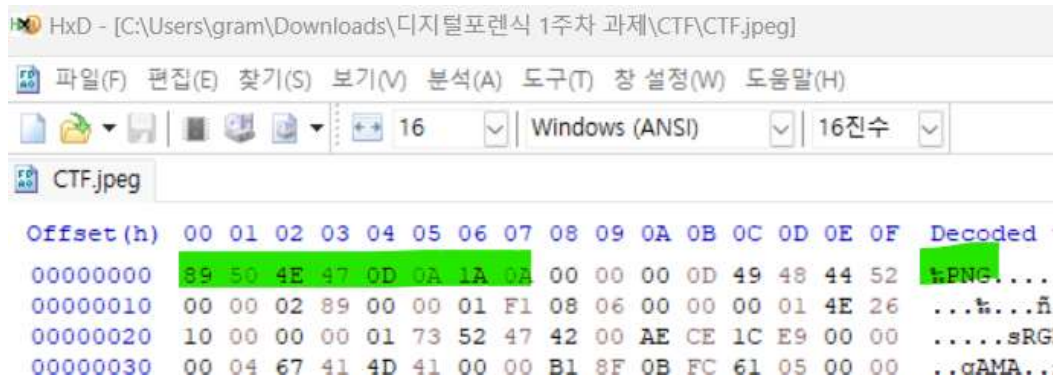 HxD - [C:\Users\gram\Downloads\디지털포렌식 1주차 과제\CTF\CTF.jpeg]
파일(F) 편집(E) 찾기(S) 보기(V) 분석(A) 도구(T) 창 설정(W) 도움말(H)
16 Windows (ANSI) 16진수
CTF.jpeg
Offset(h) 00 01 02 03 04 05 06 07 08 09 0A 0B 0C 0D 0E 0F Decoded
00000000 89 50 4E 47 0D 0A 1A 0A 00 00 00 0D 49 48 44 52 ‰PNG.....
00000010 00 00 02 89 00 00 01 F1 08 06 00 00 00 01 4E 26 ...‰...ñ
00000020 10 00 00 00 01 73 52 47 42 00 AE CE 1C E9 00 00 .....sRG
00000030 00 04 67 41 4D 41 00 00 B1 8F 0B FC 61 05 00 00 ..gAMA..